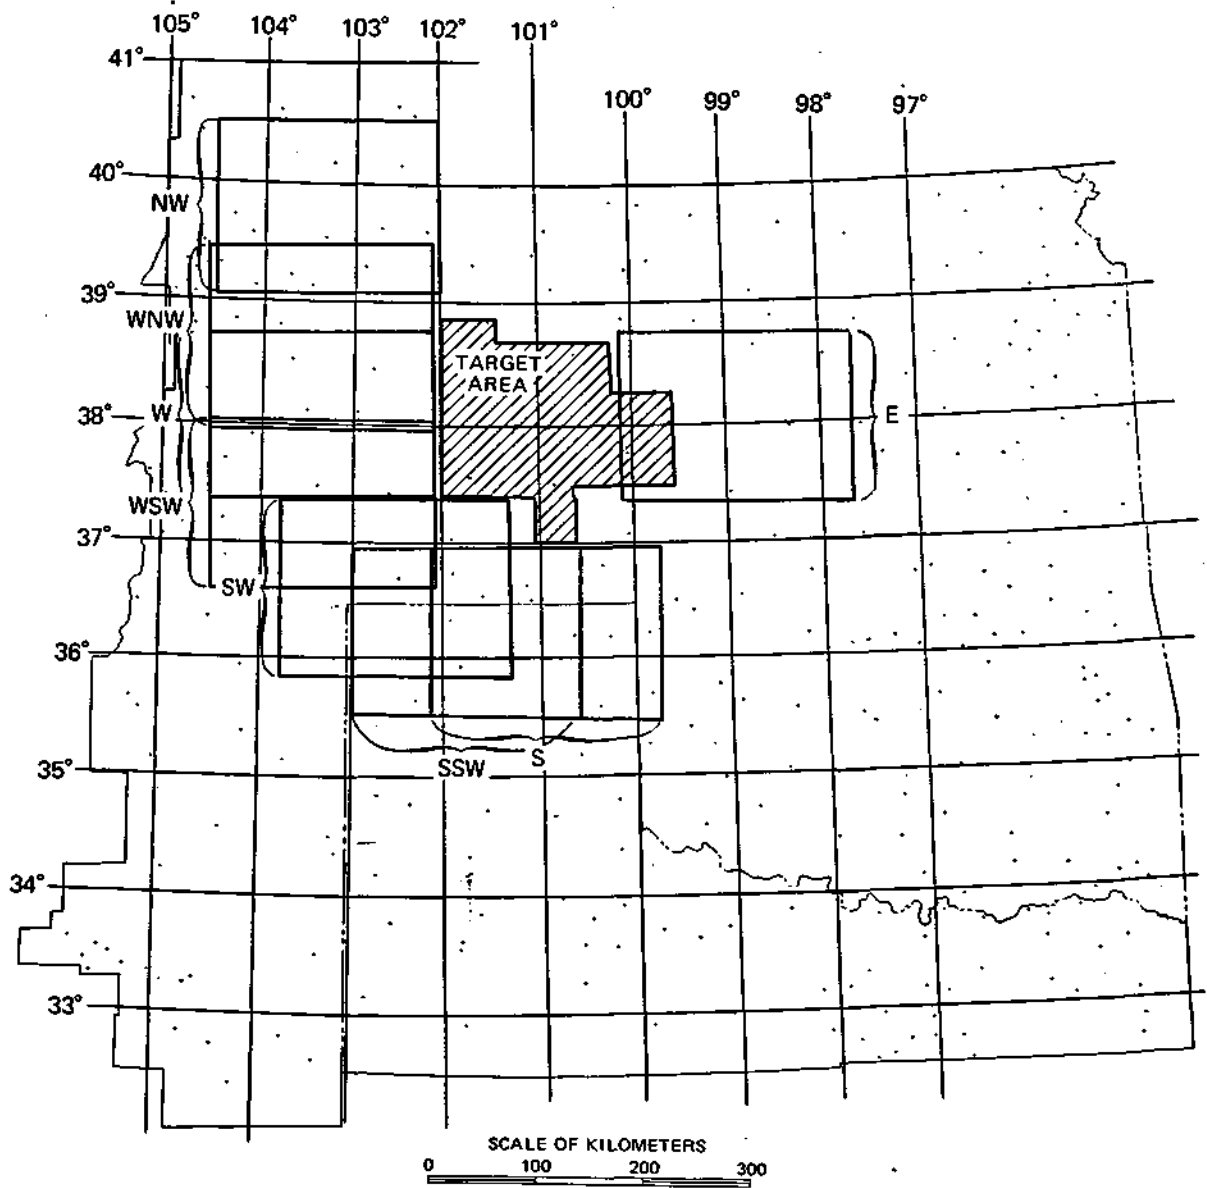 105° 104° 103° 102° 101°
41°
100° 99° 98° 97°
40°
NW
39°
WNW
TARGET
AREA
38° W E
WSW
37°
SW
36°
S
35° SSW
34°
33°
SCALE OF KILOMETERS
0 100 200 300